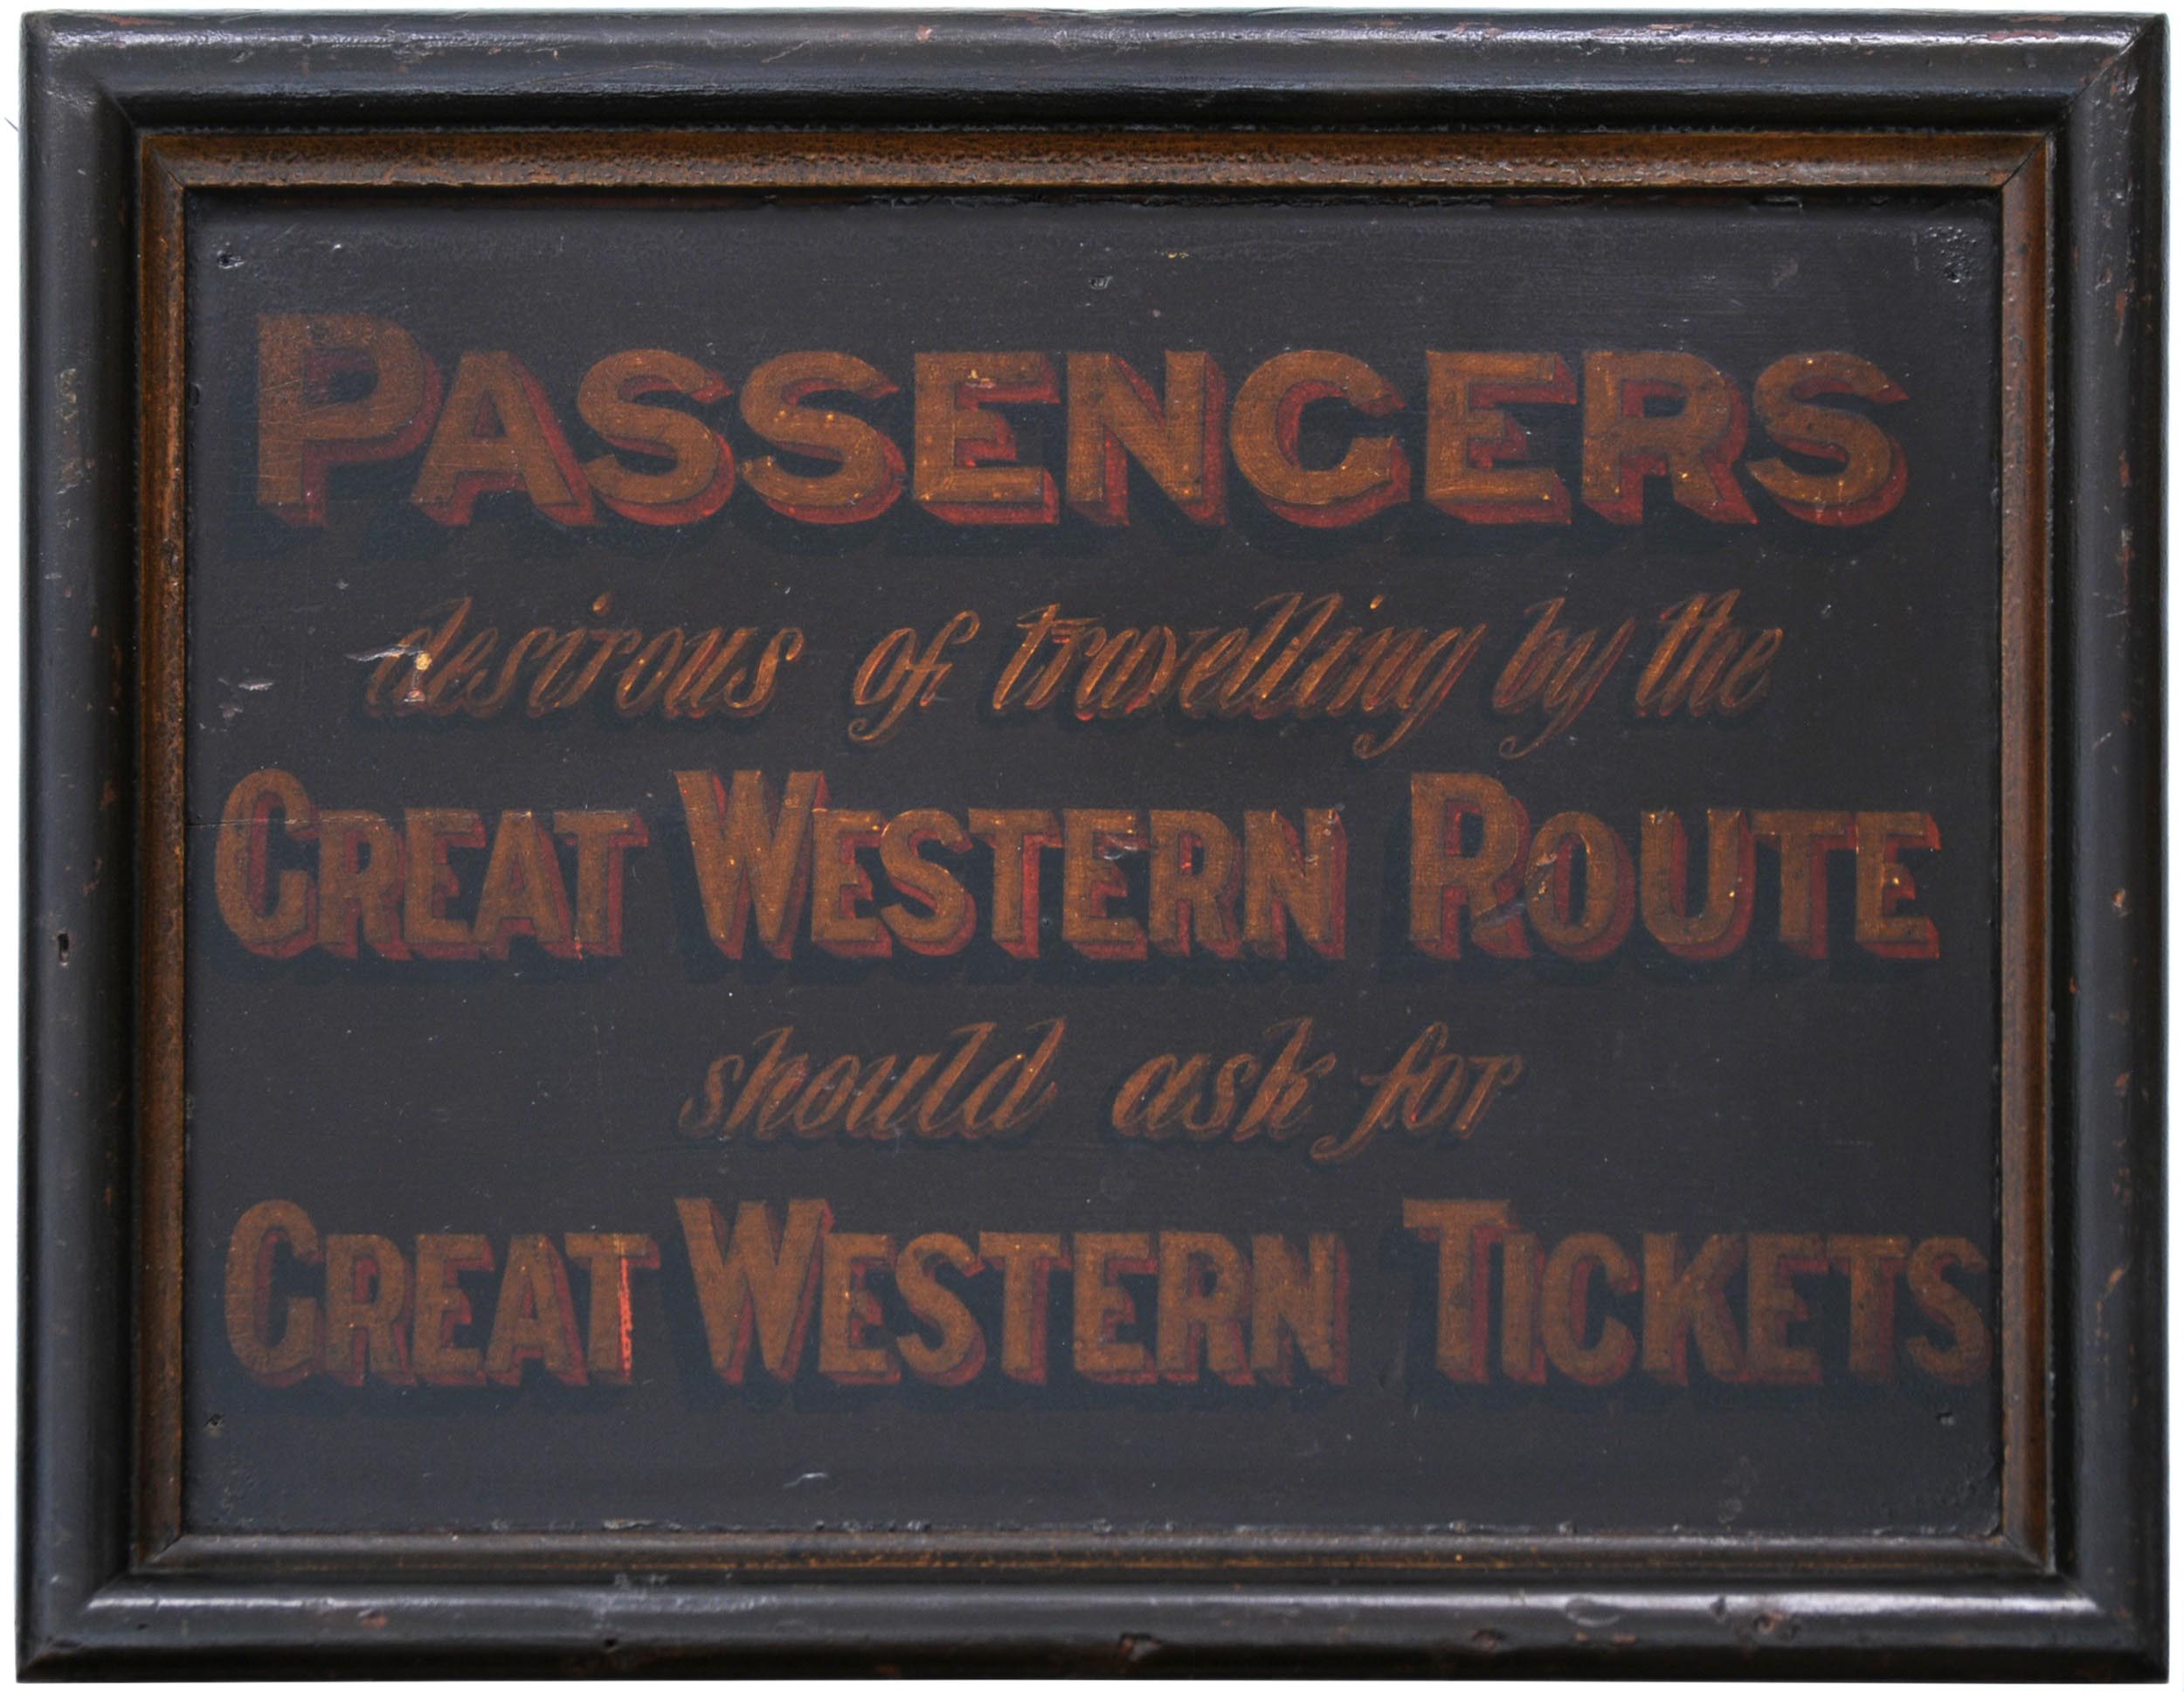 PASSENGERS
desirous of travelling by the
GREAT WESTERN ROUTE
should ask for
GREAT WESTERN TICKETS